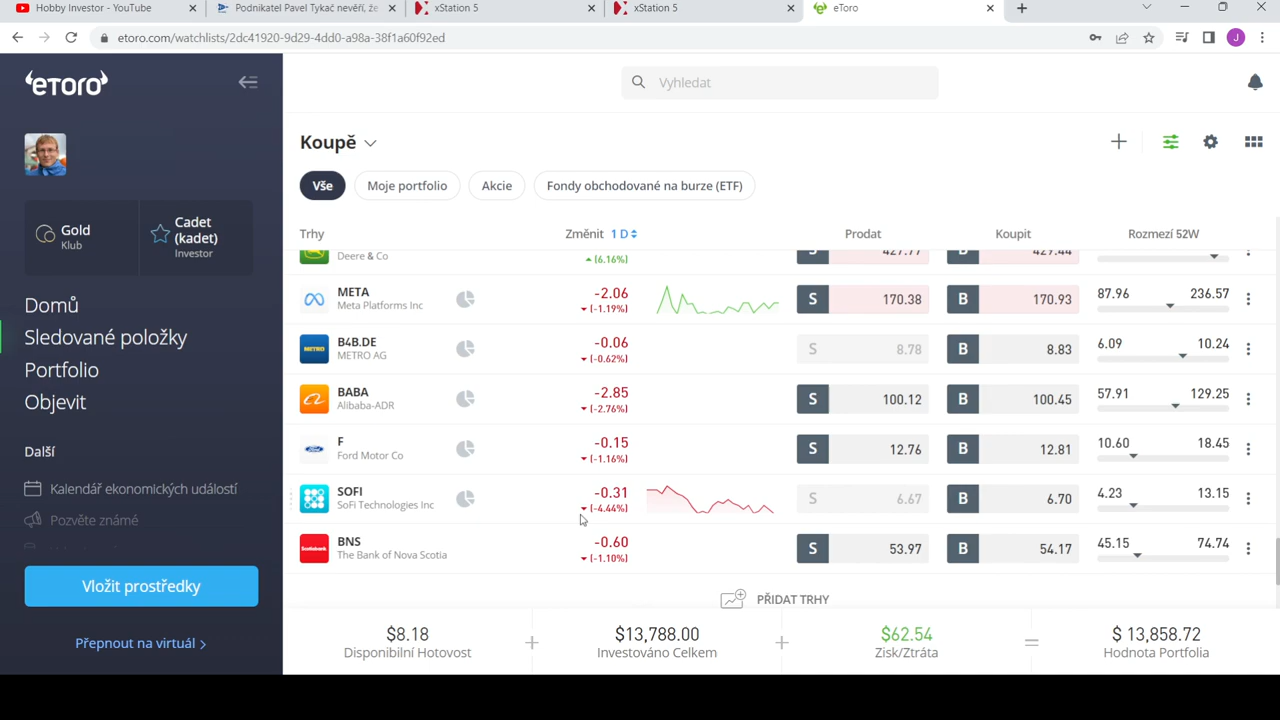 Hobby Investor - YouTube
Podnikatel Pavel Tykač nevěří, že
xStation 5
xStation 5
eToro
etoro.com/watchlists/2dc41920-9d29-4dd0-a98a-38f1a60f92ed
J
eToro
Vyhledat
Gold
Klub
Cadet
(kadet)
Investor
Domů
Sledované položky
Portfolio
Objevit
Další
Kalendář ekonomických událostí
Pozvěte známé
Vložit prostředky
Přepnout na virtuál >
Koupě
Vše
Moje portfolio
Akcie
Fondy obchodované na burze (ETF)
Trhy Změnit 1 D Prodat Koupit Rozmezí 52W
Deere & Co (6.16%) S 427.77 B 429.44
META Meta Platforms Inc -2.06 (-1.19%) S 170.38 B 170.93 87.96 236.57
B4B.DE METRO AG -0.06 (-0.62%) S 8.78 B 8.83 6.09 10.24
BABA Alibaba-ADR -2.85 (-2.76%) S 100.12 B 100.45 57.91 129.25
F Ford Motor Co -0.15 (-1.16%) S 12.76 B 12.81 10.60 18.45
SOFI SoFi Technologies Inc -0.31 (-4.44%) S 6.67 B 6.70 4.23 13.15
BNS The Bank of Nova Scotia -0.60 (-1.10%) S 53.97 B 54.17 45.15 74.74
PŘIDAT TRHY
$8.18 + $13,788.00 + $62.54 = $ 13,858.72
Disponibilní Hotovost Investováno Celkem Zisk/Ztráta Hodnota Portfolia